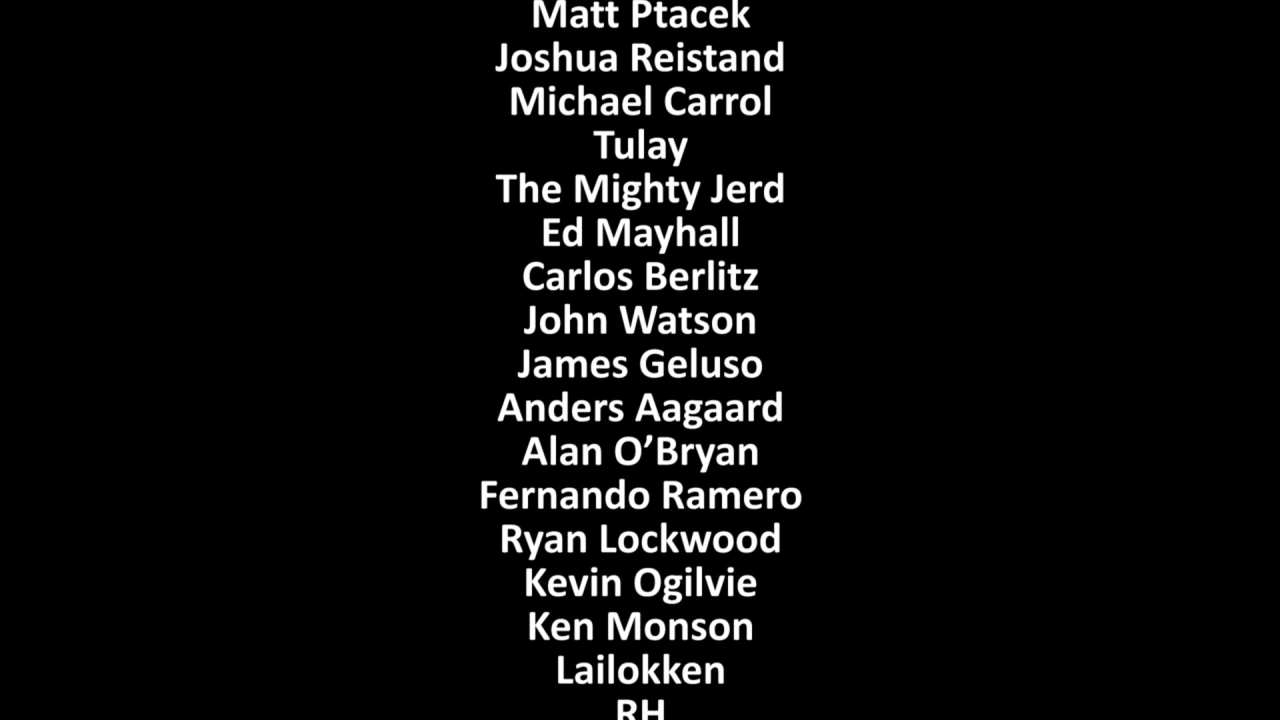 Matt Ptacek
Joshua Reistand
Michael Carrol
Tulay
The Mighty Jerd
Ed Mayhall
Carlos Berlitz
John Watson
James Geluso
Anders Aagaard
Alan O’Bryan
Fernando Ramero
Ryan Lockwood
Kevin Ogilvie
Ken Monson
Lailokken
RH